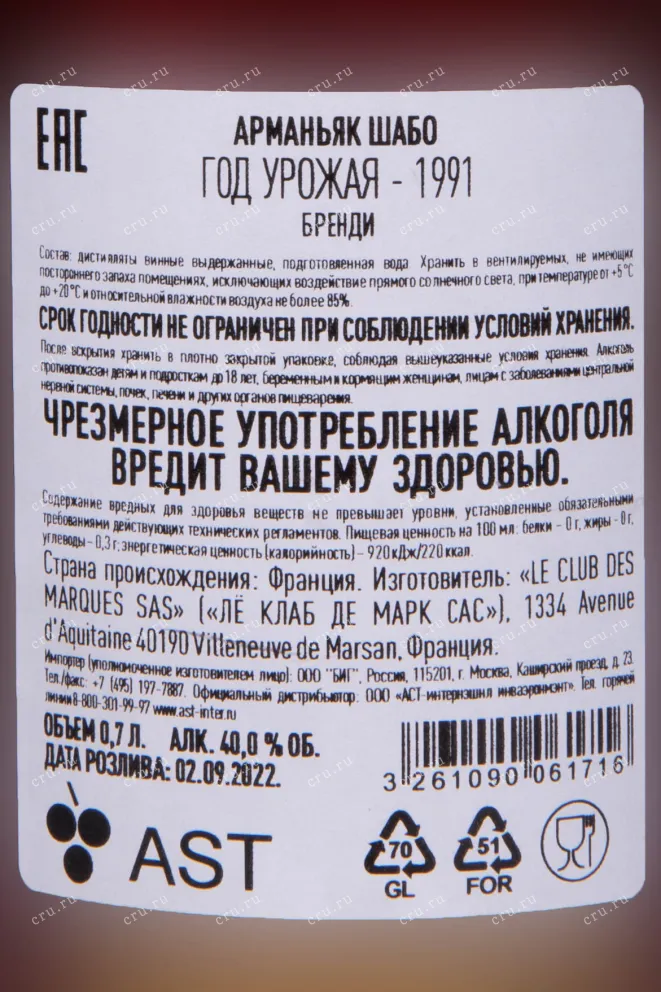 EAC
АРМАНЬЯК ШАБО
ГОД УРОЖАЯ - 1991
БРЕНДИ
Состав: дистилляты винные выдержанные, подготовленная вода. Хранить в вентилируемых, не имеющих
постороннего запаха помещениях, исключающих воздействие прямого солнечного света, при температуре от +5°С
до +20°С и относительной влажности воздуха не более 85%.
СРОК ГОДНОСТИ НЕ ОГРАНИЧЕН ПРИ СОБЛЮДЕНИИ УСЛОВИЙ ХРАНЕНИЯ.
После вскрытия хранить в плотно закрытой упаковке, соблюдая вышеуказанные условия хранения. Алкоголь
противопоказан детям и подросткам до 18 лет, беременным и кормящим женщинам, лицам с заболеваниями центральной
нервной системы, почек, печени и других органов пищеварения.
ЧРЕЗМЕРНОЕ УПОТРЕБЛЕНИЕ АЛКОГОЛЯ
ВРЕДИТ ВАШЕМУ ЗДОРОВЬЮ.
Содержание вредных для здоровья веществ не превышает уровни, установленные обязательными
требованиями действующих технических регламентов. Пищевая ценность на 100 мл: белки - 0 г, жиры - 0 г,
углеводы - 0,3 г; энергетическая ценность (калорийность) - 920 кДж/220 ккал.
Страна происхождения: Франция. Изготовитель: «LE CLUB DES
MARQUES SAS» («ЛЁ КЛАБ ДЕ МАРК САС»), 1334 Avenue
d'Aquitaine 40190 Villeneuve de Marsan, Франция.
Импортер (уполномоченное изготовителем лицо): ООО "БИГ", Россия, 115201, г. Москва, Каширский проезд, д. 23.
Тел./факс: +7 (495) 197-7887. Официальный дистрибьютор: ООО «АСТ-интернэшнл инваэронмэнт». Тел. горячей
линии 8-800-301-99-97 www.ast-inter.ru
ОБЪЕМ 0,7 Л. АЛК. 40,0 % ОБ.
ДАТА РОЗЛИВА: 02.09.2022.
3 261090 061716
AST
70
GL
51
FOR
cru.ru